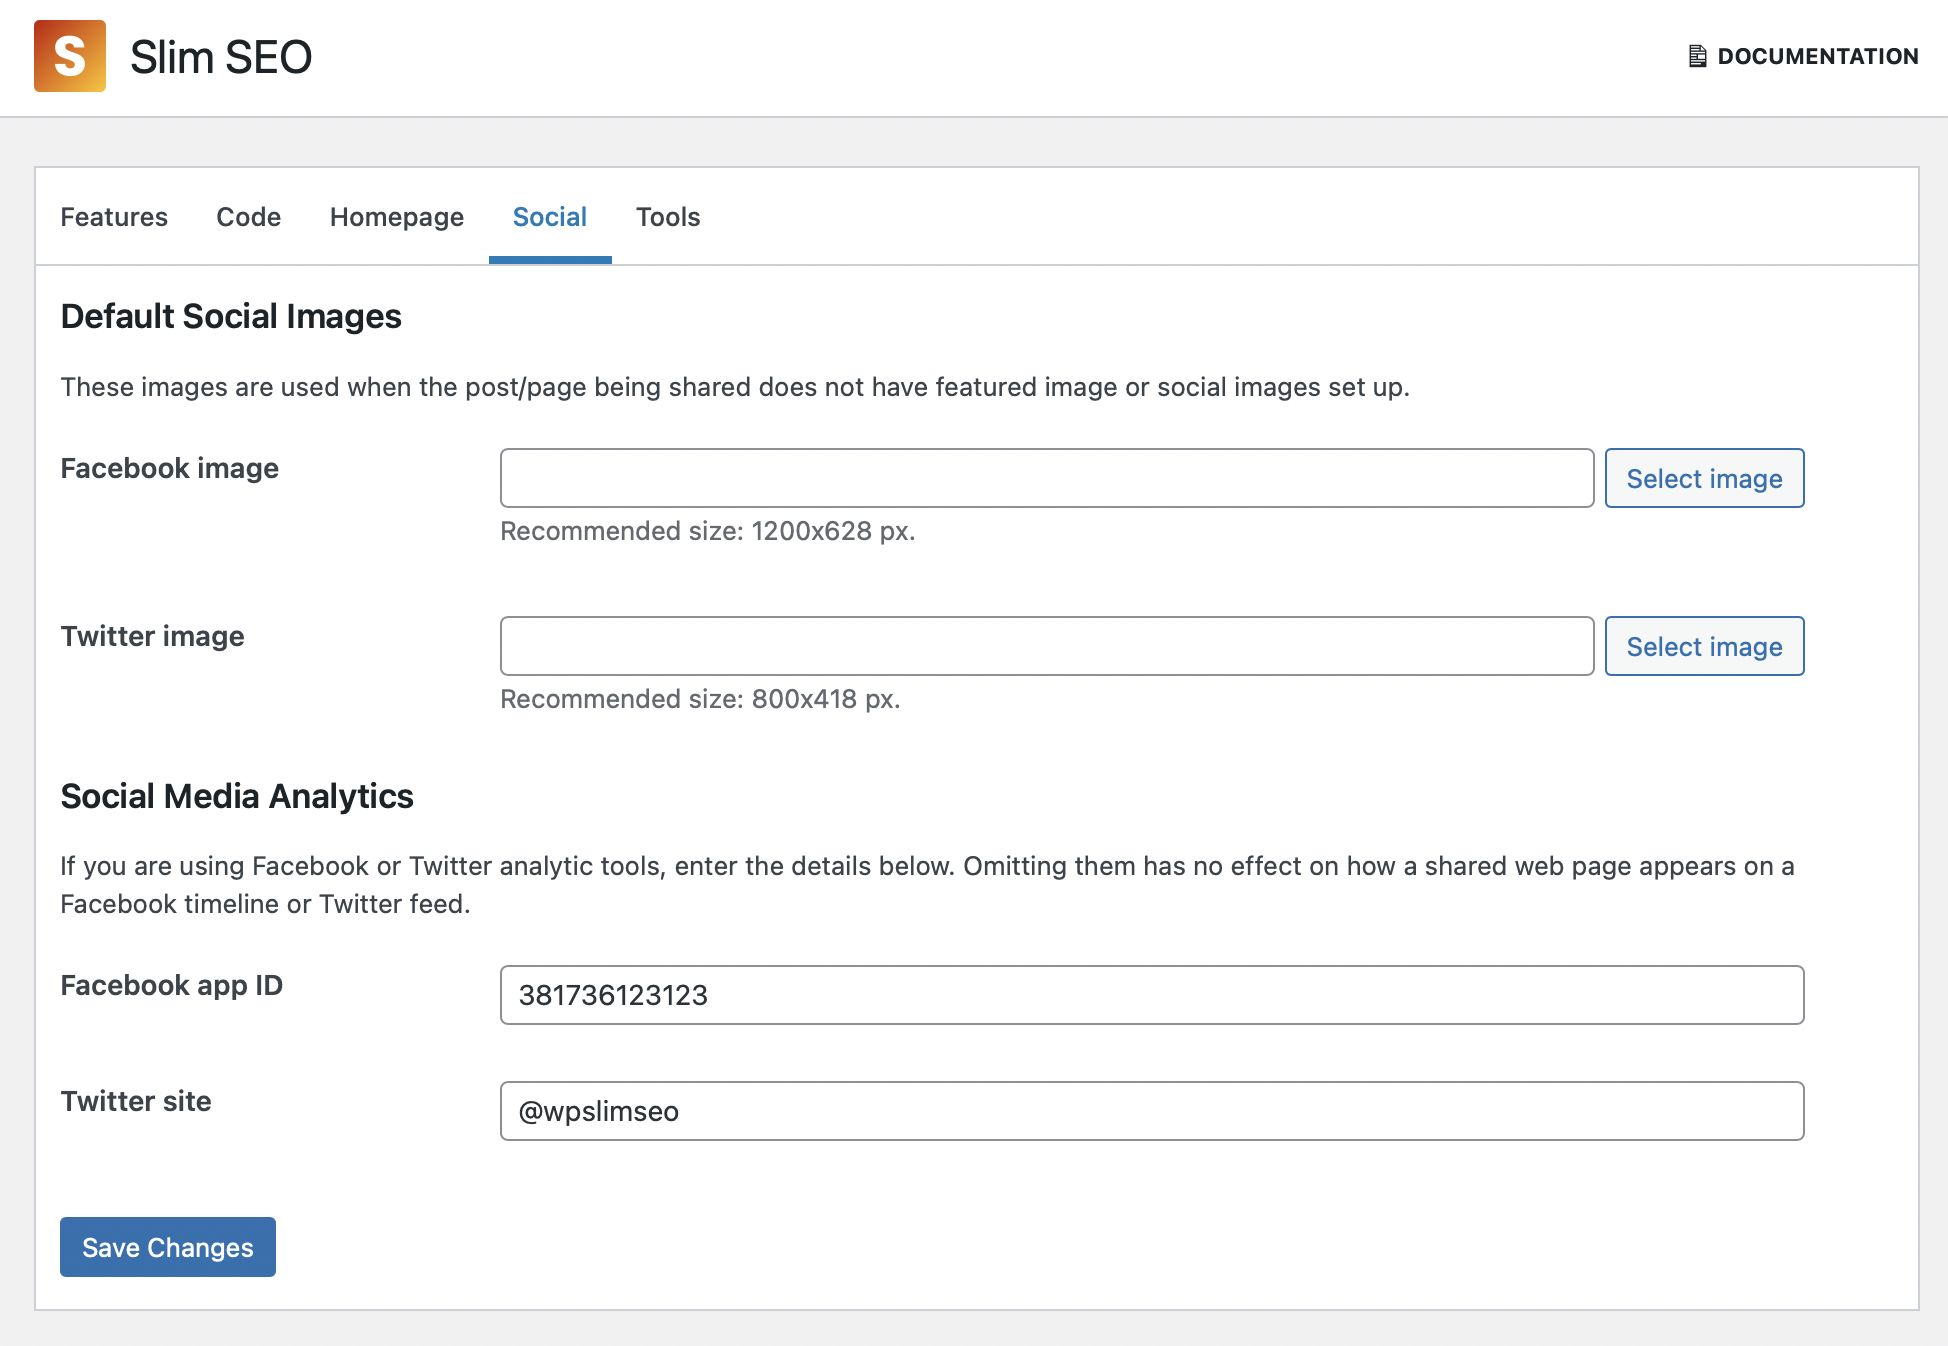 S Slim SEO
DOCUMENTATION
Features Code Homepage Social Tools
Default Social Images
These images are used when the post/page being shared does not have featured image or social images set up.
Facebook image
Select image
Recommended size: 1200x628 px.
Twitter image
Select image
Recommended size: 800x418 px.
Social Media Analytics
If you are using Facebook or Twitter analytic tools, enter the details below. Omitting them has no effect on how a shared web page appears on a
Facebook timeline or Twitter feed.
Facebook app ID
381736123123
Twitter site
@wpslimseo
Save Changes